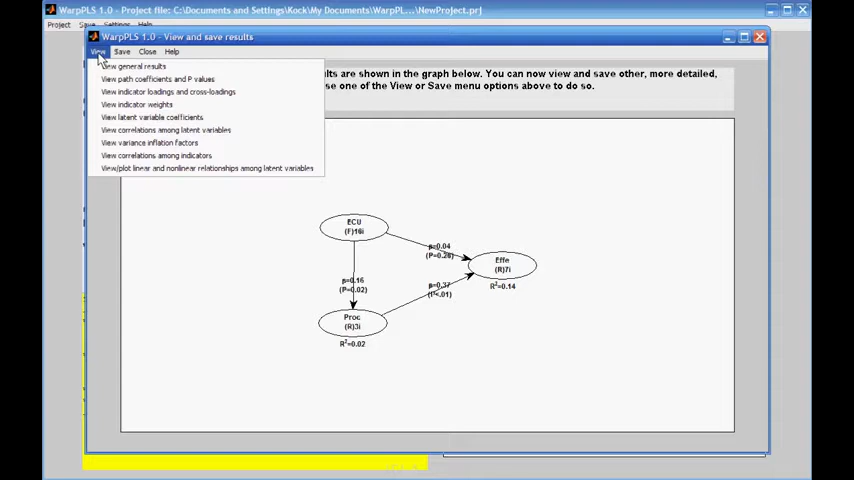 WarpPLS 1.0 - Project file: C:\Documents and Settings\Kock\My Documents\WarpPL...\NewProject.prj
Project Save Settings Help
WarpPLS 1.0 - View and save results
View Save Close Help
View general results
View path coefficients and P values
View indicator loadings and cross-loadings
View indicator weights
View latent variable coefficients
View correlations among latent variables
View variance inflation factors
View correlations among indicators
View/plot linear and nonlinear relationships among latent variables
ults are shown in the graph below. You can now view and save other, more detailed,
se one of the View or Save menu options above to do so.
ECU
(F)16i
β=0.04
(P=0.26)
Effe
(R)7i
R²=0.14
β=0.16
(P=0.02)
β=0.37
(P<.01)
Proc
(R)3i
R²=0.02